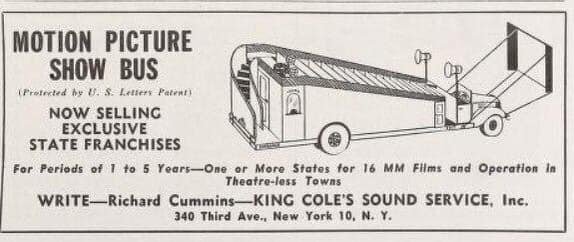 MOTION PICTURE
SHOW BUS
(Protected by U. S. Letters Patent)
NOW SELLING
EXCLUSIVE
STATE FRANCHISES
For Periods of 1 to 5 Years—One or More States for 16 MM Films and Operation in
Theatre-less Towns
WRITE—Richard Cummins—KING COLE'S SOUND SERVICE, Inc.
340 Third Ave., New York 10, N. Y.